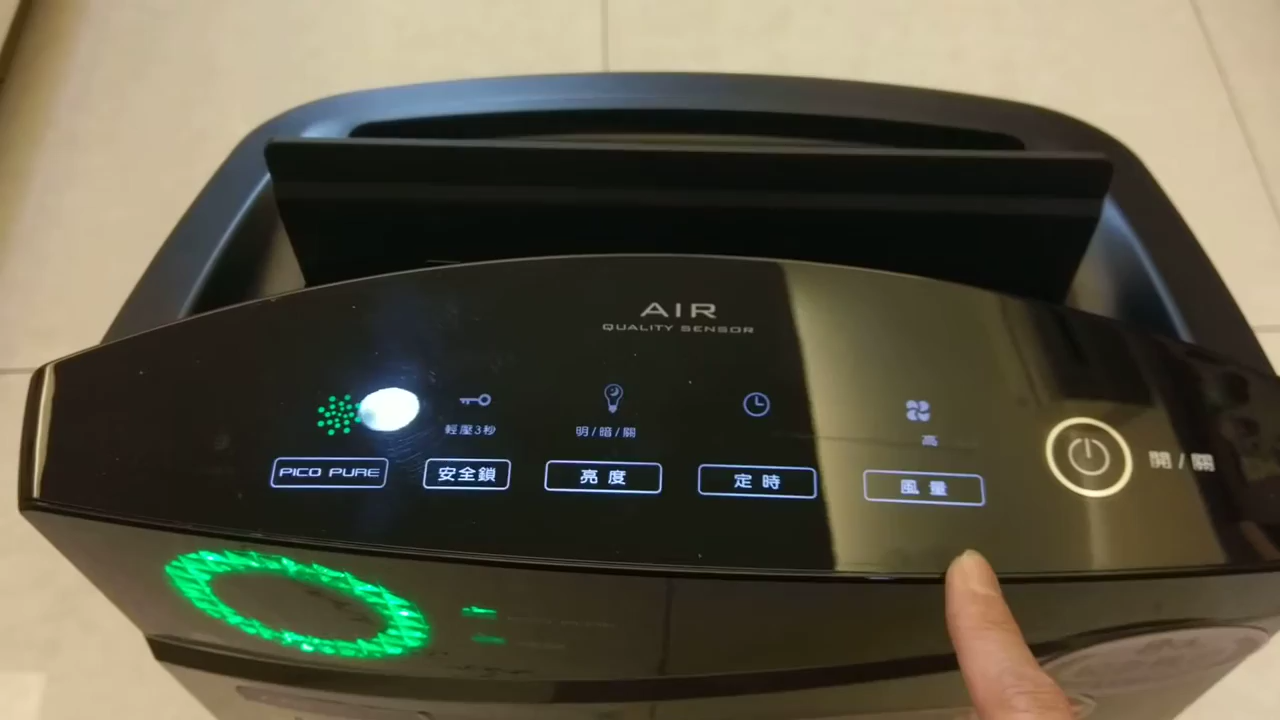 AIR
QUALITY SENSOR
輕壓3秒
明/暗/關
高
PICO PURE
安全鎖
亮度
定時
風量
開/關